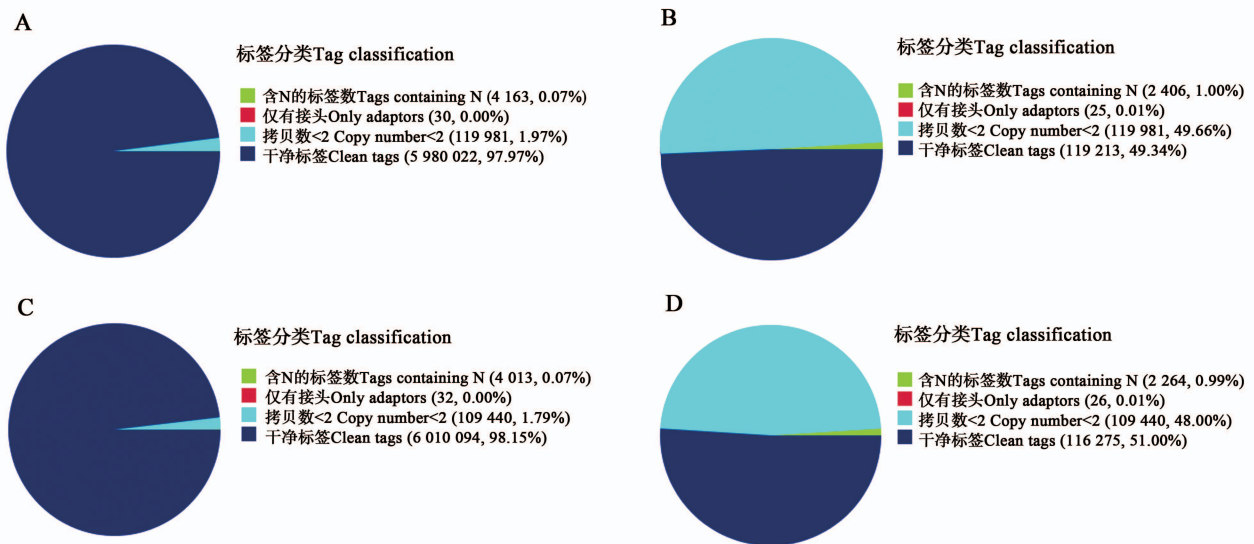 A
标签分类Tag classification
含N的标签数Tags containing N (4 163, 0.07%)
仅有接头Only adaptors (30, 0.00%)
拷贝数<2 Copy number<2 (119 981, 1.97%)
干净标签Clean tags (5 980 022, 97.97%)
B
标签分类Tag classification
含N的标签数Tags containing N (2 406, 1.00%)
仅有接头Only adaptors (25, 0.01%)
拷贝数<2 Copy number<2 (119 981, 49.66%)
干净标签Clean tags (119 213, 49.34%)
C
标签分类Tag classification
含N的标签数Tags containing N (4 013, 0.07%)
仅有接头Only adaptors (32, 0.00%)
拷贝数<2 Copy number<2 (109 440, 1.79%)
干净标签Clean tags (6 010 094, 98.15%)
D
标签分类Tag classification
含N的标签数Tags containing N (2 264, 0.99%)
仅有接头Only adaptors (26, 0.01%)
拷贝数<2 Copy number<2 (109 440, 48.00%)
干净标签Clean tags (116 275, 51.00%)